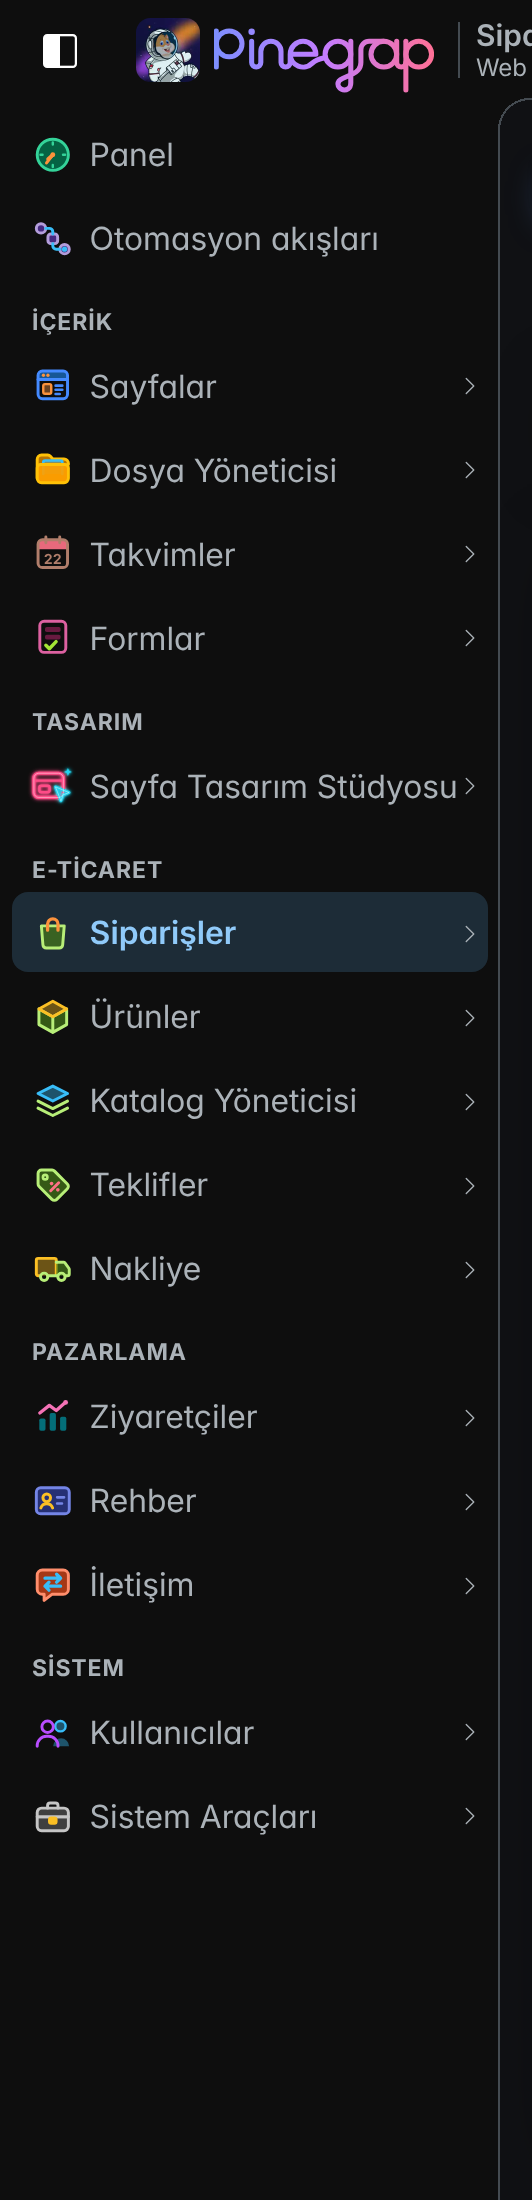 Pinegrap
Web
Panel
Otomasyon akışları
İÇERİK
Sayfalar
Dosya Yöneticisi
22
Takvimler
Formlar
TASARIM
Sayfa Tasarım Stüdyosu
E-TİCARET
Siparişler
Ürünler
Katalog Yöneticisi
Teklifler
Nakliye
PAZARLAMA
Ziyaretçiler
Rehber
İletişim
SİSTEM
Kullanıcılar
Sistem Araçları